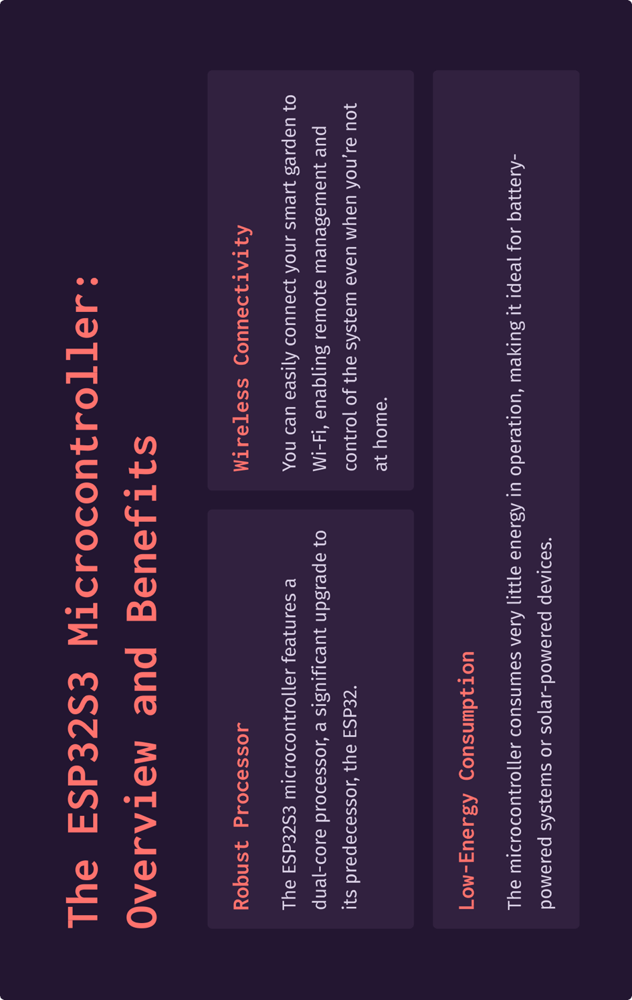 The ESP32S3 Microcontroller:
Overview and Benefits
Robust Processor
The ESP32S3 microcontroller features a
dual-core processor, a significant upgrade to
its predecessor, the ESP32.
Wireless Connectivity
You can easily connect your smart garden to
Wi-Fi, enabling remote management and
control of the system even when you’re not
at home.
Low-Energy Consumption
The microcontroller consumes very little energy in operation, making it ideal for battery-
powered systems or solar-powered devices.